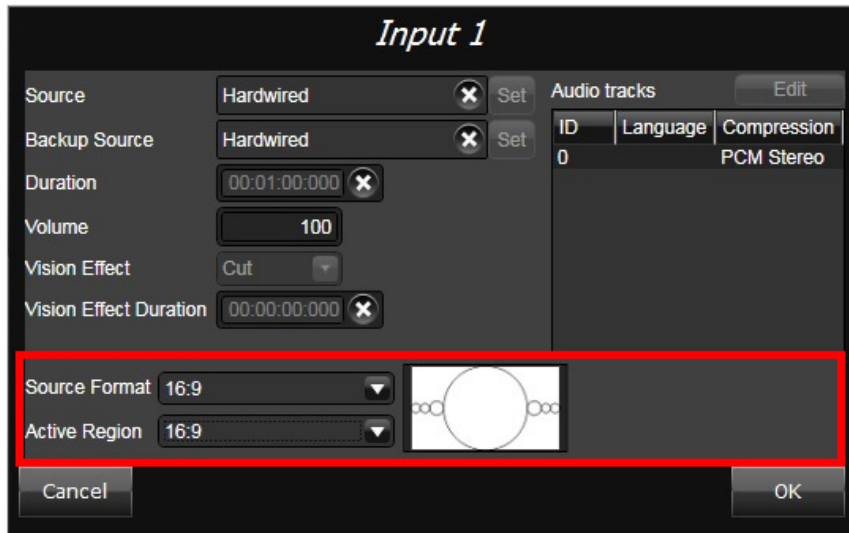 Input 1
Source Hardwired Set
Backup Source Hardwired Set
Duration 00:01:00:000
Volume 100
Vision Effect Cut
Vision Effect Duration 00:00:00:000
Audio tracks Edit
ID Language Compression
0 PCM Stereo
Source Format 16:9
Active Region 16:9
Cancel OK